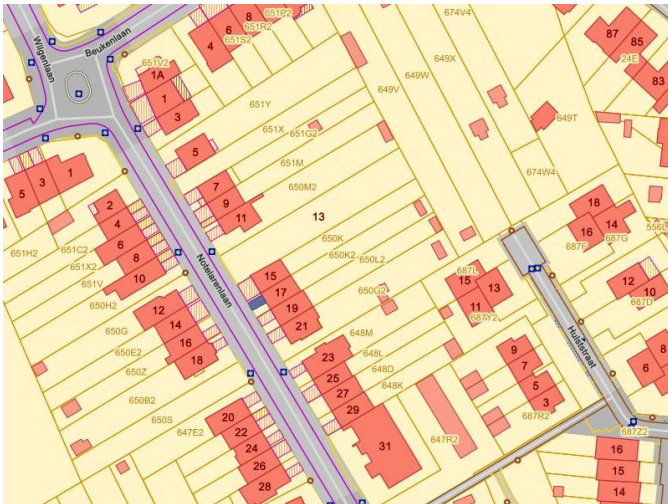 674V4
651P2
8
651R2
6
651S2
4
Beukenlaan
Wilgenlaan
651V2
1A
1
3
649V
649W
649X
87
85
24E
83
649T
651Y
651X
651G2
5
651M
650M2
674W4
1
3
5
7
9
11
13
650K
650K2
650L2
650G2
18
14
16
687F
687G
556L
2
4
6
8
10
651H2
651C2
651X2
651V
Notelarenlaan
15
17
19
21
687L
15
13
11
687AY2
12
10
687D
650H2
650G
650E2
650Z
12
14
16
18
648M
648L
648D
648K
Hulststraat
23
25
27
29
9
7
5
3
687R2
8
6
650B2
650S
647E2
20
22
24
26
28
31
647R2
687Z2
16
15
14